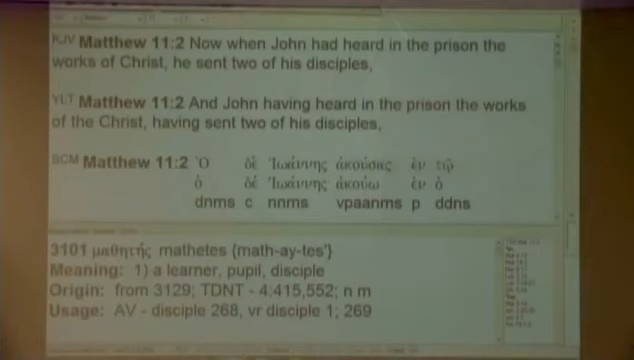 KJV Matthew 11:2 Now when John had heard in the prison the
works of Christ, he sent two of his disciples,
YLT Matthew 11:2 And John having heard in the prison the works
of the Christ, having sent two of his disciples,
SCM Matthew 11:2 Ὁ δὲ Ἰωάννης ἀκούσας ἐν τῷ
ὁ δέ Ἰωάννης ἀκούω ἐν ὁ
dnms c nnms vpaanms p ddns
3101 μαθητής mathetes {math-ay-tes'}
Meaning: 1) a learner, pupil, disciple
Origin: from 3129; TDNT - 4:415,552; n m
Usage: AV - disciple 268, vr disciple 1; 269